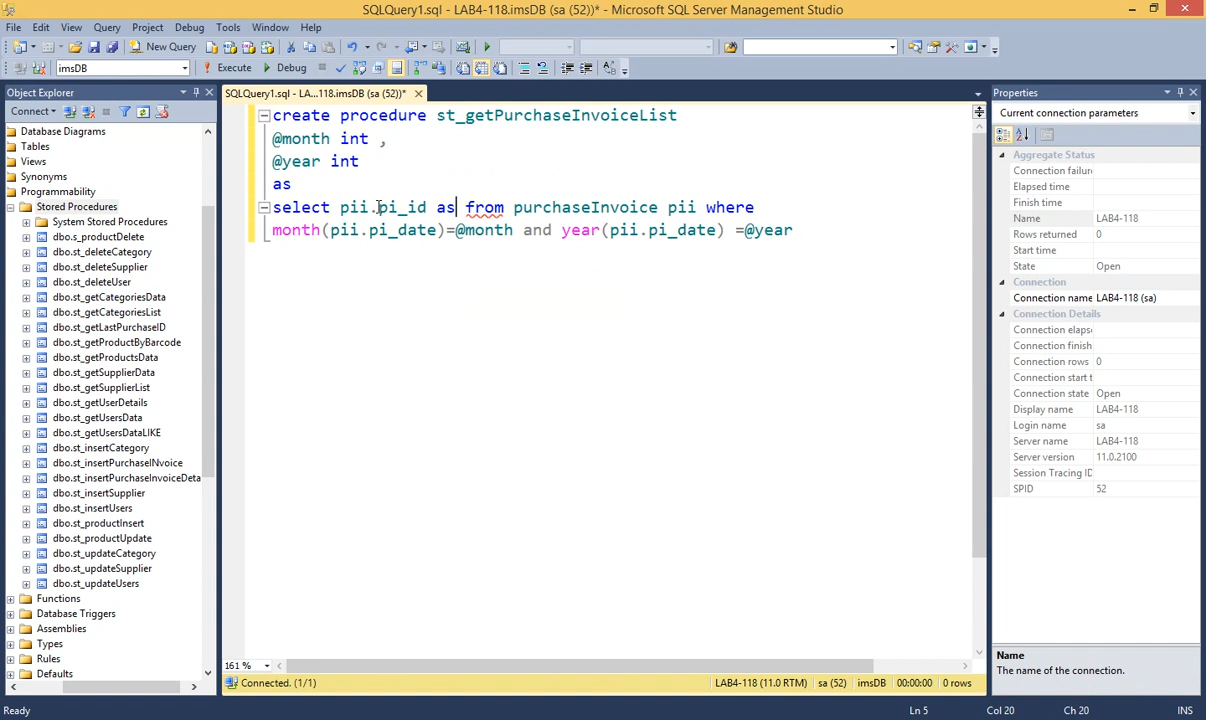 SQLQuery1.sql - LAB4-118.imsDB (sa (52))* - Microsoft SQL Server Management Studio
File Edit View Query Project Debug Tools Window Help
New Query
imsDB Execute Debug
Object Explorer
Connect
Database Diagrams
Tables
Views
Synonyms
Programmability
Stored Procedures
System Stored Procedures
dbo.s_productDelete
dbo.st_deleteCategory
dbo.st_deleteSupplier
dbo.st_deleteUser
dbo.st_getCategoriesData
dbo.st_getCategoriesList
dbo.st_getLastPurchaseID
dbo.st_getProductByBarcode
dbo.st_getProductsData
dbo.st_getSupplierData
dbo.st_getSupplierList
dbo.st_getUserDetails
dbo.st_getUsersData
dbo.st_getUsersDataLIKE
dbo.st_insertCategory
dbo.st_insertPurchaseINvoice
dbo.st_insertPurchaseInvoiceDeta
dbo.st_insertSupplier
dbo.st_insertUsers
dbo.st_productInsert
dbo.st_productUpdate
dbo.st_updateCategory
dbo.st_updateSupplier
dbo.st_updateUsers
Functions
Database Triggers
Assemblies
Types
Rules
Defaults
SQLQuery1.sql - LA...118.imsDB (sa (52))*
create procedure st_getPurchaseInvoiceList
@month int ,
@year int
as
select pii.pi_id as from purchaseInvoice pii where
month(pii.pi_date)=@month and year(pii.pi_date) =@year
161 %
Connected. (1/1) LAB4-118 (11.0 RTM) sa (52) imsDB 00:00:00 0 rows
Properties
Current connection parameters
Aggregate Status
Connection failure
Elapsed time
Finish time
Name LAB4-118
Rows returned 0
Start time
State Open
Connection
Connection name LAB4-118 (sa)
Connection Details
Connection elapse
Connection finish
Connection rows 0
Connection start t
Connection state Open
Display name LAB4-118
Login name sa
Server name LAB4-118
Server version 11.0.2100
Session Tracing ID
SPID 52
Name
The name of the connection.
Ready Ln 5 Col 20 Ch 20 INS